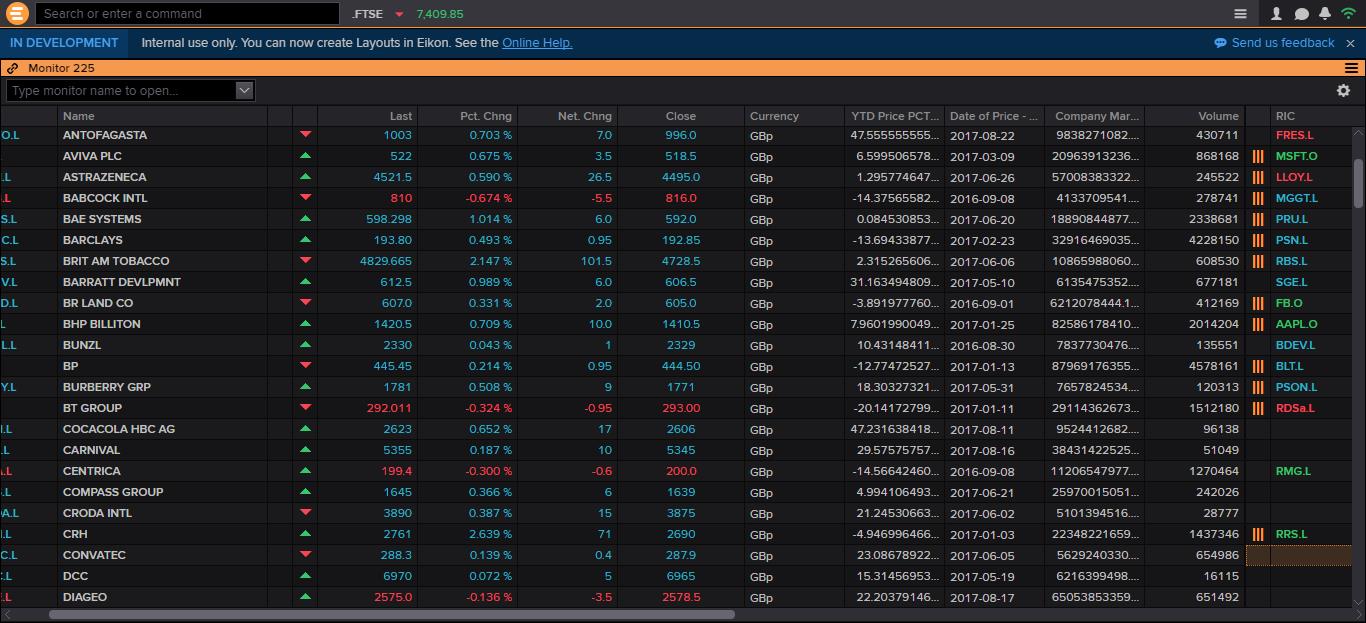 Search or enter a command .FTSE 7,409.85
IN DEVELOPMENT Internal use only. You can now create Layouts in Eikon. See the Online Help. Send us feedback
Monitor 225
Type monitor name to open...
Name Last Pct. Chng Net. Chng Close Currency YTD Price PCT... Date of Price - ... Company Mar... Volume RIC
O.L ANTOFAGASTA 1003 0.703 % 7.0 996.0 GBp 47.555555555... 2017-08-22 9838271082.... 430711 FRES.L
AVIVA PLC 522 0.675 % 3.5 518.5 GBp 6.599506578... 2017-03-09 20963913236... 868168 MSFT.O
.L ASTRAZENECA 4521.5 0.590 % 26.5 4495.0 GBp 1.295774647... 2017-06-26 57008383322... 245522 LLOY.L
.L BABCOCK INTL 810 -0.674 % -5.5 816.0 GBp -14.37565582... 2016-09-08 4133709541.... 278741 MGGT.L
S.L BAE SYSTEMS 598.298 1.014 % 6.0 592.0 GBp 0.084530853... 2017-06-20 18890844877... 2338681 PRU.L
C.L BARCLAYS 193.80 0.493 % 0.95 192.85 GBp -13.69433877... 2017-02-23 32916469035... 4228150 PSN.L
S.L BRIT AM TOBACCO 4829.665 2.147 % 101.5 4728.5 GBp 2.315265606... 2017-06-06 10865988060... 608530 RBS.L
V.L BARRATT DEVLPMNT 612.5 0.989 % 6.0 606.5 GBp 31.163494809... 2017-05-10 6135475352.... 677181 SGE.L
D.L BR LAND CO 607.0 0.331 % 2.0 605.0 GBp -3.891977760... 2016-09-01 6212078444.1... 412169 FB.O
L BHP BILLITON 1420.5 0.709 % 10.0 1410.5 GBp 7.9601990049... 2017-01-25 82586178410... 2014204 AAPL.O
L.L BUNZL 2330 0.043 % 1 2329 GBp 10.43148411... 2016-08-30 7837730476.... 135551 BDEV.L
BP 445.45 0.214 % 0.95 444.50 GBp -12.77472527... 2017-01-13 87969176355... 4578161 BLT.L
Y.L BURBERRY GRP 1781 0.508 % 9 1771 GBp 18.30327321... 2017-05-31 7657824534.... 120313 PSON.L
BT GROUP 292.011 -0.324 % -0.95 293.00 GBp -20.14172799... 2017-01-11 29114362673... 1512180 RDSa.L
.L COCACOLA HBC AG 2623 0.652 % 17 2606 GBp 47.231638418... 2017-08-11 9524412682.... 96138
.L CARNIVAL 5355 0.187 % 10 5345 GBp 29.57575757... 2017-08-16 38431422525... 51049
.L CENTRICA 199.4 -0.300 % -0.6 200.0 GBp -14.56642460... 2016-09-08 11206547977... 1270464 RMG.L
.L COMPASS GROUP 1645 0.366 % 6 1639 GBp 4.994106493... 2017-06-21 25970015051... 242026
A.L CRODA INTL 3890 0.387 % 15 3875 GBp 21.24530663... 2017-06-02 5101394516.... 28777
.L CRH 2761 2.639 % 71 2690 GBp -4.946996466... 2017-01-03 22348221659... 1437346 RRS.L
C.L CONVATEC 288.3 0.139 % 0.4 287.9 GBp 23.08678922... 2017-06-05 5629240330.... 654986
.L DCC 6970 0.072 % 5 6965 GBp 15.31456953... 2017-05-19 6216399498.... 16115
.L DIAGEO 2575.0 -0.136 % -3.5 2578.5 GBp 22.20379146... 2017-08-17 65053853359... 651492